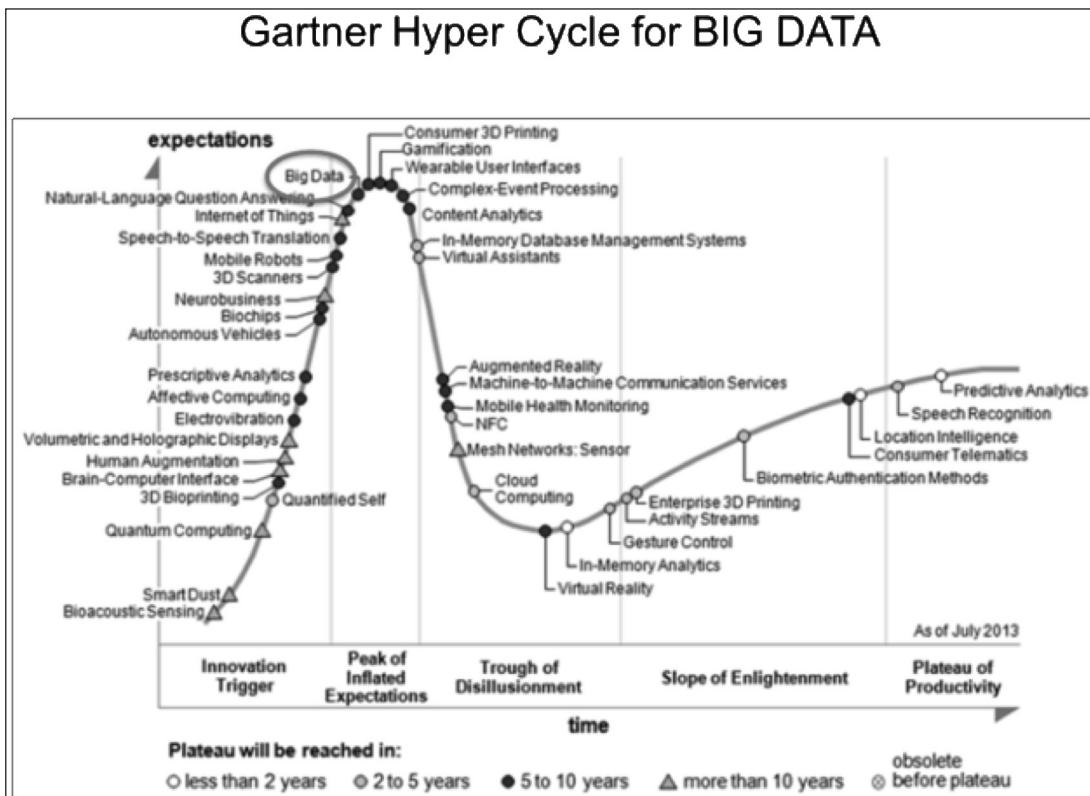 Gartner Hyper Cycle for BIG DATA
expectations
Consumer 3D Printing
Gamification
Wearable User Interfaces
Big Data
Complex-Event Processing
Natural-Language Question Answering
Internet of Things
Content Analytics
Speech-to-Speech Translation
In-Memory Database Management Systems
Mobile Robots
Virtual Assistants
3D Scanners
Neurobusiness
Biochips
Autonomous Vehicles
Augmented Reality
Prescriptive Analytics
Machine-to-Machine Communication Services
Predictive Analytics
Affective Computing
Mobile Health Monitoring
Speech Recognition
Electrovibration
NFC
Volumetric and Holographic Displays
Location Intelligence
Mesh Networks: Sensor
Consumer Telematics
Human Augmentation
Brain-Computer Interface
Biometric Authentication Methods
3D Bioprinting
Quantified Self
Cloud
Computing
Enterprise 3D Printing
Activity Streams
Quantum Computing
Gesture Control
In-Memory Analytics
Virtual Reality
Smart Dust
Bioacoustic Sensing
As of July 2013
Innovation
Trigger
Peak of
Inflated
Expectations
Trough of
Disillusionment
Slope of Enlightenment
Plateau of
Productivity
time
Plateau will be reached in:
less than 2 years
2 to 5 years
5 to 10 years
more than 10 years
obsolete
before plateau